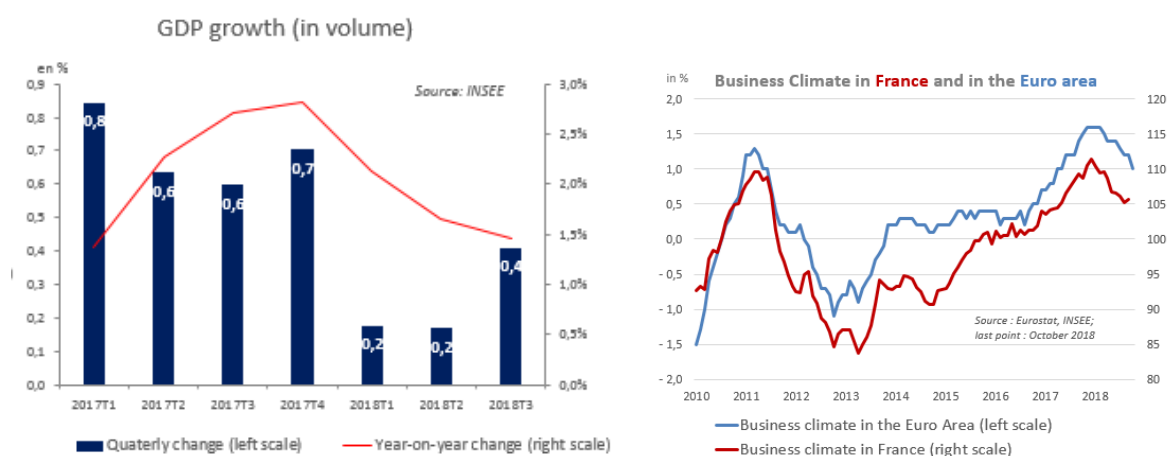 GDP growth (in volume)
en %
Source: INSEE
0,9
0,8
0,7
0,6
0,5
0,4
0,3
0,2
0,1
0,0
3,0%
2,5%
2,0%
1,5%
1,0%
0,5%
0,0%
0,8
0,6
0,6
0,7
0,2
0,2
0,4
2017T1
2017T2
2017T3
2017T4
2018T1
2018T2
2018T3
Quaterly change (left scale)
Year-on-year change (right scale)
in %
Business Climate in France and in the Euro area
2,0
1,5
1,0
0,5
0,0
- 0,5
- 1,0
- 1,5
- 2,0
120
115
110
105
100
95
90
85
80
Source : Eurostat, INSEE;
last point : October 2018
2010
2011
2012
2013
2014
2015
2016
2017
2018
Business climate in the Euro Area (left scale)
Business climate in France (right scale)